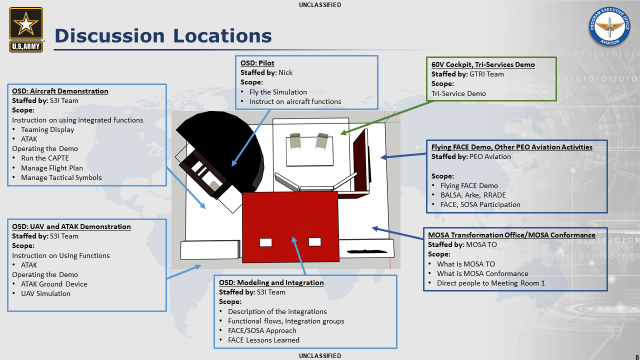 UNCLASSIFIED
U.S.ARMY
Discussion Locations
OSD: Aircraft Demonstration
Staffed by: S3I Team
Scope:
Instruction on using integrated functions
• Teaming Display
• ATAK
Operating the Demo
• Run the CAPTE
• Manage Flight Plan
• Manage Tactical Symbols
OSD: Pilot
Staffed by: Nick
Scope:
• Fly the Simulation
• Instruct on aircraft functions
60V Cockpit, Tri-Services Demo
Staffed by: GTRI Team
Scope:
Tri-Service Demo
Flying FACE Demo, Other PEO Aviation Activities
Staffed by: PEO Aviation
Scope:
• Flying FACE Demo
• BALSA, Arke, RRADE
• FACE, SOSA Participation
OSD: UAV and ATAK Demonstration
Staffed by: S3I Team
Scope:
Instruction on Using Functions
• ATAK
Operating the Demo
• ATAK Ground Device
• UAV Simulation
MOSA Transformation Office/MOSA Conformance
Staffed by: MOSA TO
Scope:
• What is MOSA TO
• What is MOSA Conformance
• Direct people to Meeting Room 1
OSD: Modeling and Integration
Staffed by: S3I Team
Scope:
• Description of the integrations
• Functional flows, Integration groups
• FACE/SOSA Approach
• FACE Lessons Learned
UNCLASSIFIED
8